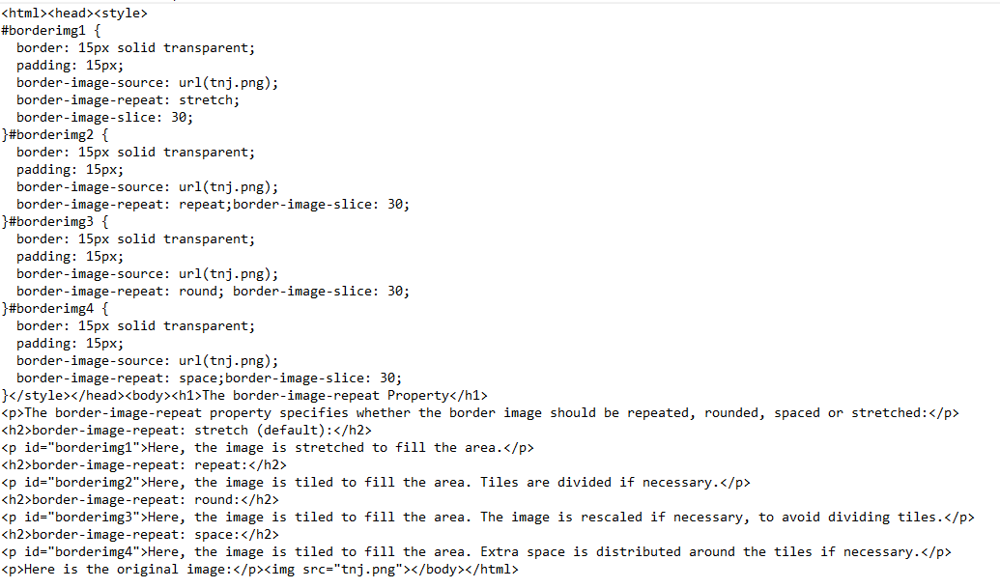 <html><head><style>
#borderimg1 {
  border: 15px solid transparent;
  padding: 15px;
  border-image-source: url(tnj.png);
  border-image-repeat: stretch;
  border-image-slice: 30;
}#borderimg2 {
  border: 15px solid transparent;
  padding: 15px;
  border-image-source: url(tnj.png);
  border-image-repeat: repeat;border-image-slice: 30;
}#borderimg3 {
  border: 15px solid transparent;
  padding: 15px;
  border-image-source: url(tnj.png);
  border-image-repeat: round; border-image-slice: 30;
}#borderimg4 {
  border: 15px solid transparent;
  padding: 15px;
  border-image-source: url(tnj.png);
  border-image-repeat: space;border-image-slice: 30;
}</style></head><body><h1>The border-image-repeat Property</h1>
<p>The border-image-repeat property specifies whether the border image should be repeated, rounded, spaced or stretched:</p>
<h2>border-image-repeat: stretch (default):</h2>
<p id="borderimg1">Here, the image is stretched to fill the area.</p>
<h2>border-image-repeat: repeat:</h2>
<p id="borderimg2">Here, the image is tiled to fill the area. Tiles are divided if necessary.</p>
<h2>border-image-repeat: round:</h2>
<p id="borderimg3">Here, the image is tiled to fill the area. The image is rescaled if necessary, to avoid dividing tiles.</p>
<h2>border-image-repeat: space:</h2>
<p id="borderimg4">Here, the image is tiled to fill the area. Extra space is distributed around the tiles if necessary.</p>
<p>Here is the original image:</p><img src="tnj.png"></body></html>